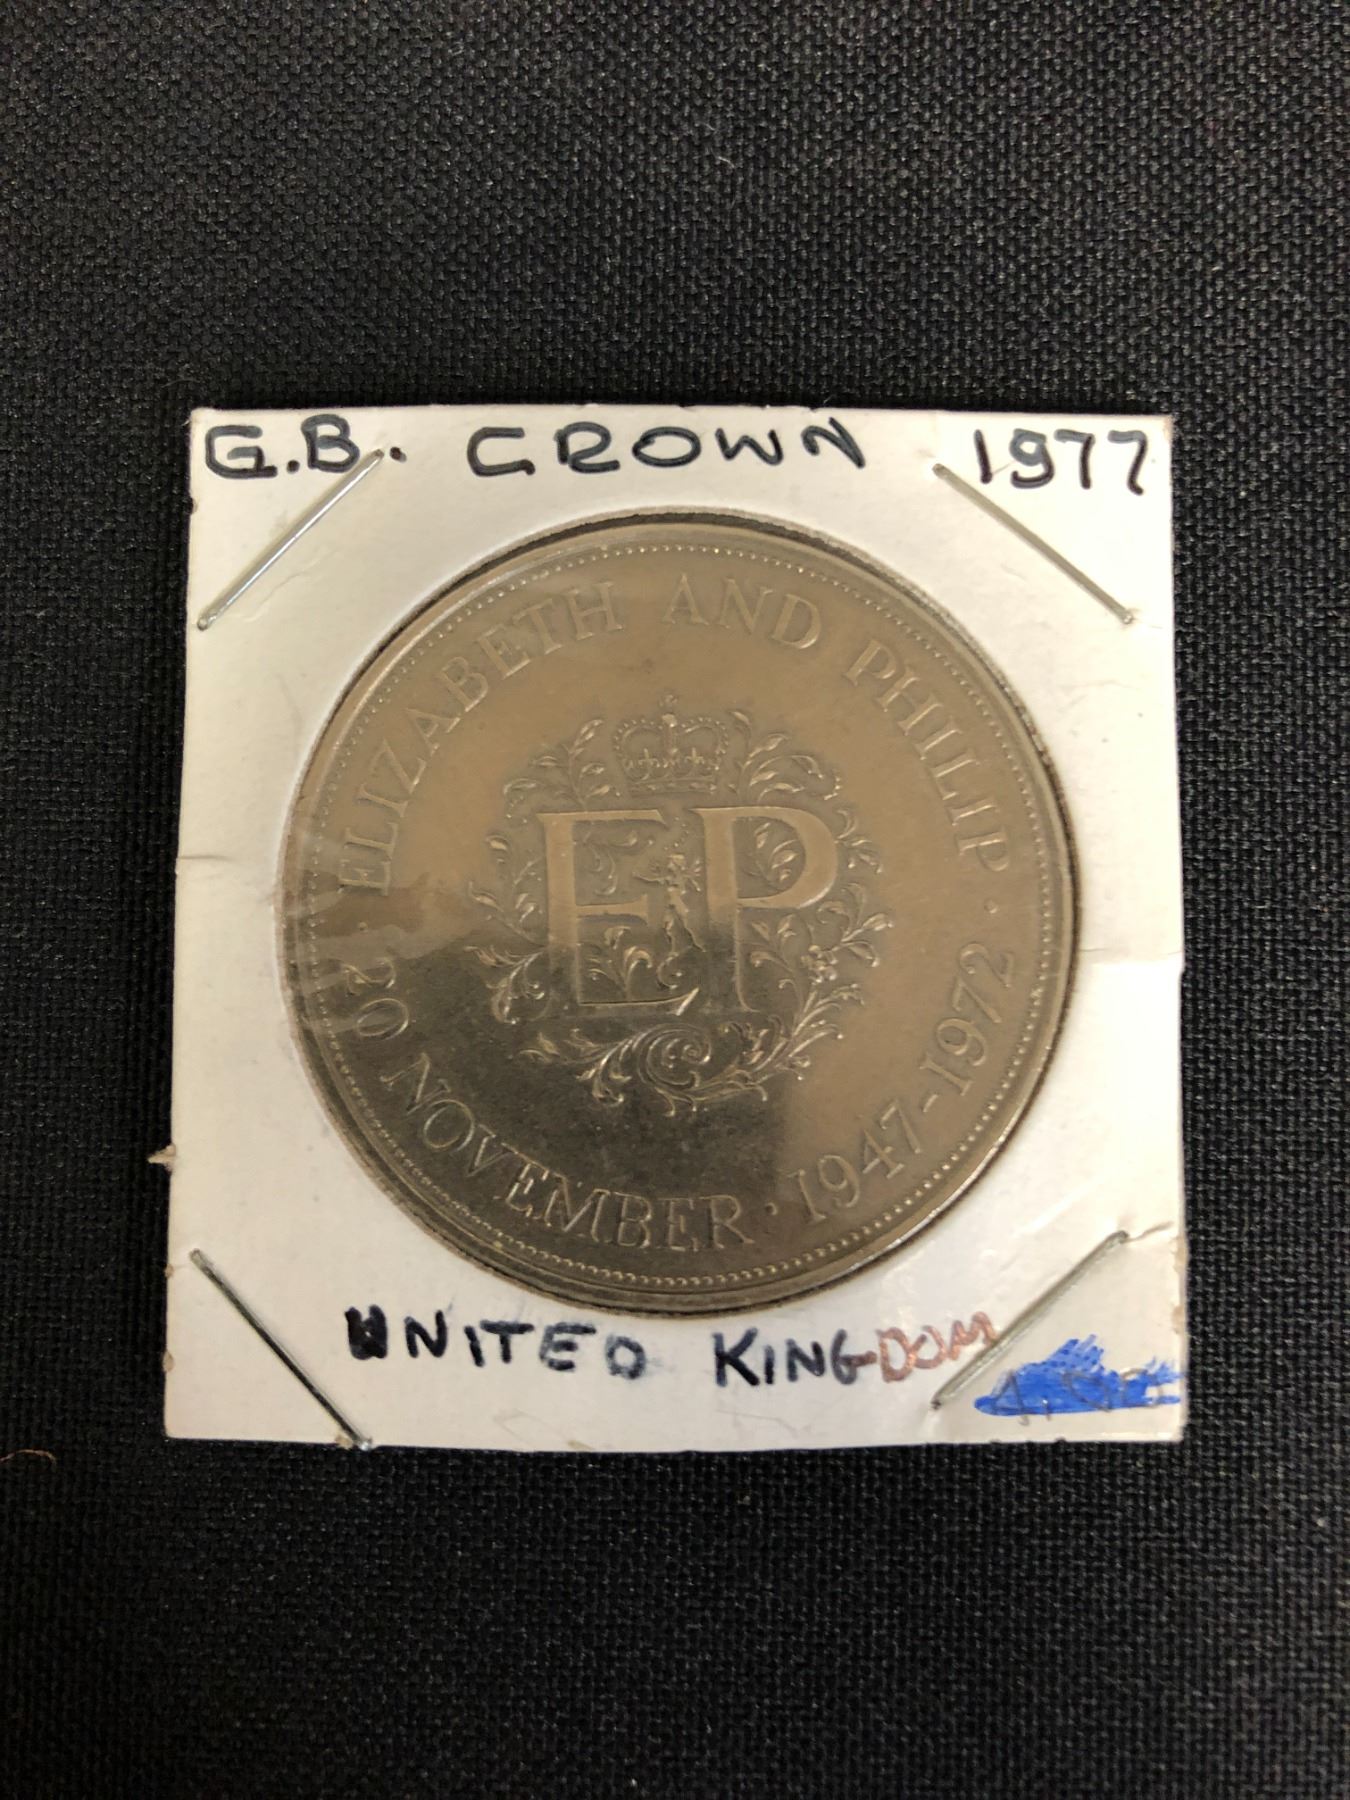 G.B. CROWN 1977
ELIZABETH AND PHILIP ·
20 NOVEMBER · 1947-1972
EP
UNITED KINGDOM